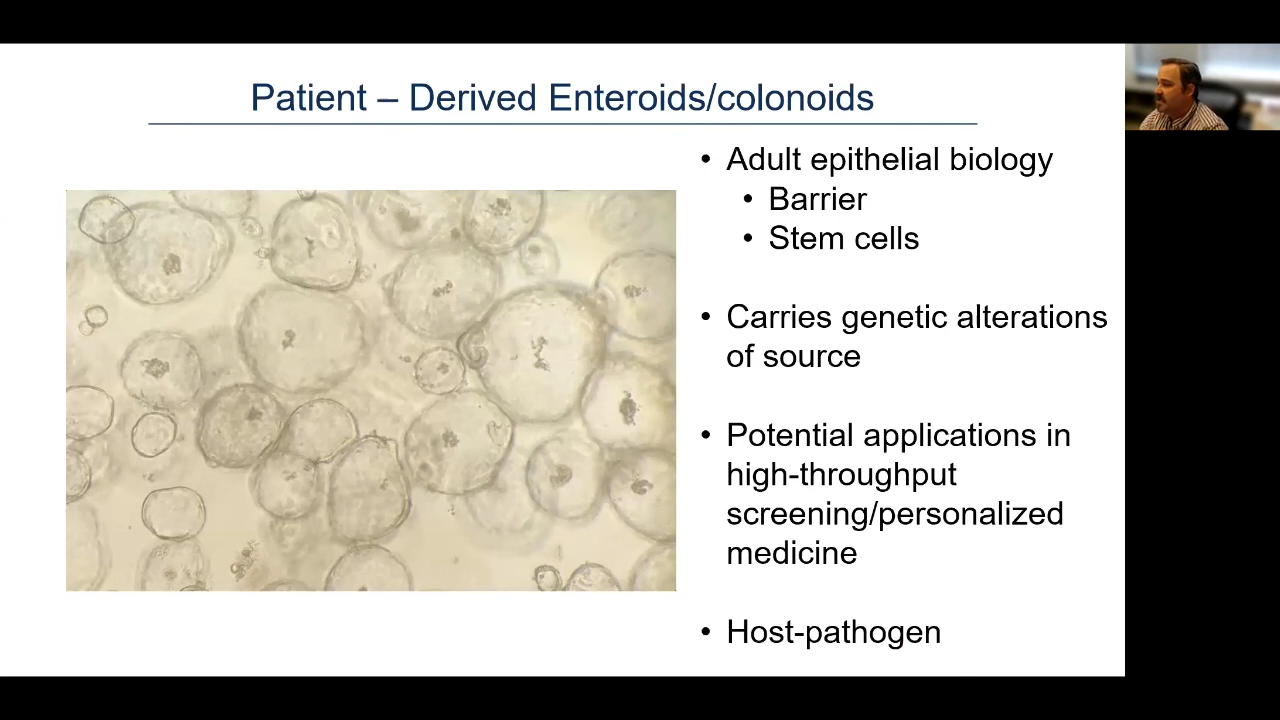 Patient – Derived Enteroids/colonoids
• Adult epithelial biology
• Barrier
• Stem cells
• Carries genetic alterations
of source
• Potential applications in
high-throughput
screening/personalized
medicine
• Host-pathogen